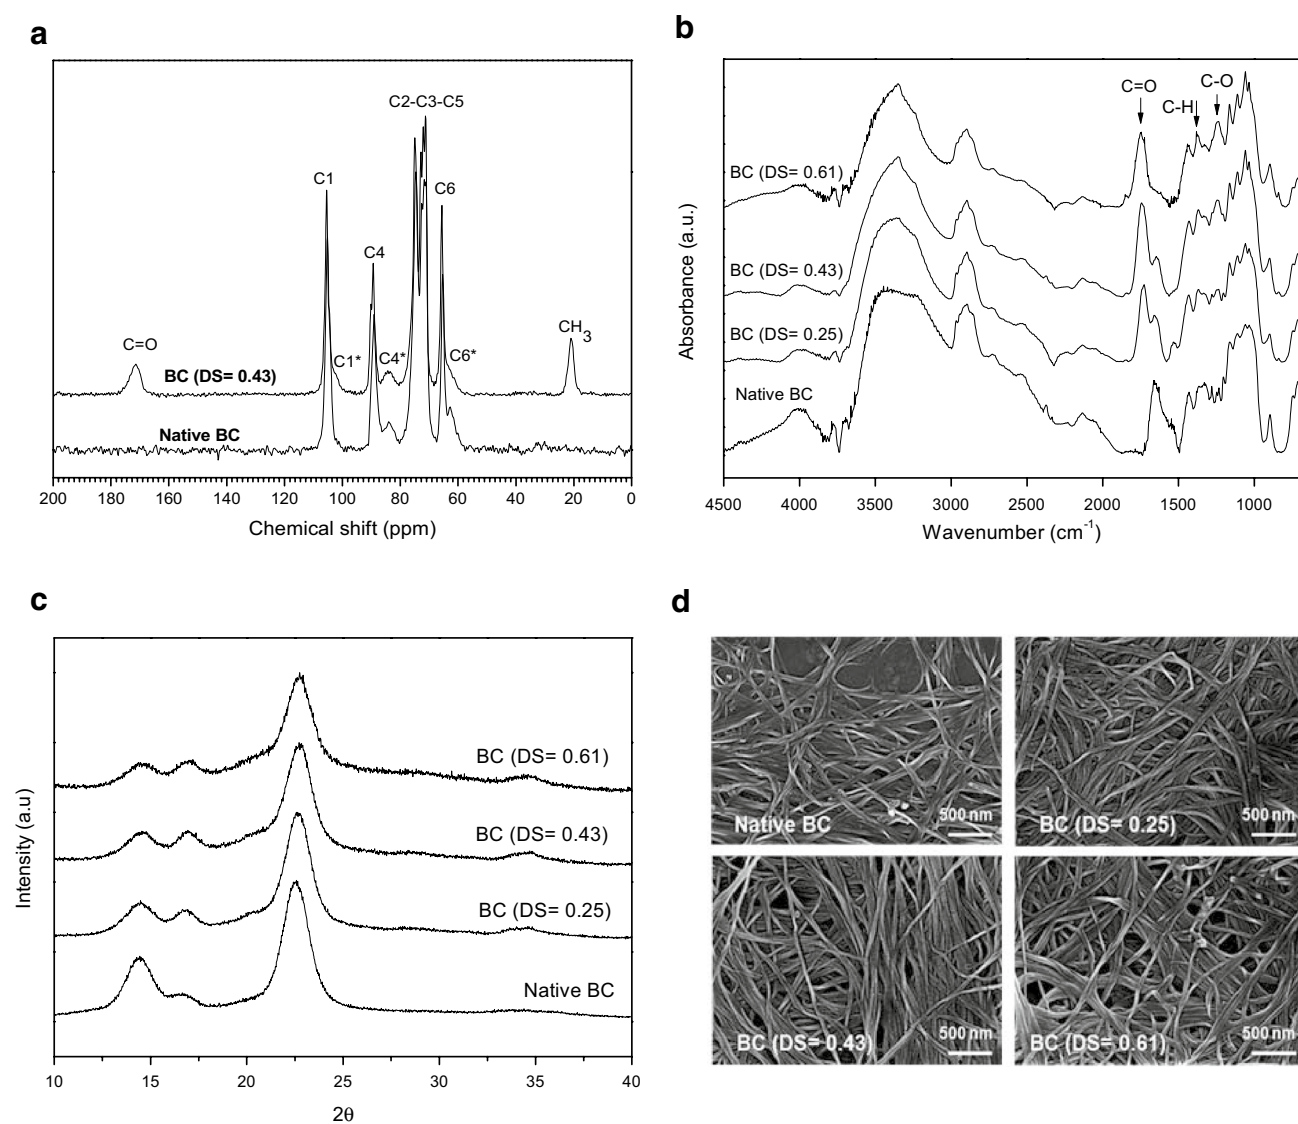 a
C2-C3-C5
C1
C6
C4
C=O
C1*
C4*
C6*
CH3
BC (DS= 0.43)
Native BC
200 180 160 140 120 100 80 60 40 20 0
Chemical shift (ppm)
b
C=O
C-H
C-O
BC (DS= 0.61)
BC (DS= 0.43)
BC (DS= 0.25)
Native BC
Absorbance (a.u.)
4500 4000 3500 3000 2500 2000 1500 1000
Wavenumber (cm-1)
c
BC (DS= 0.61)
BC (DS= 0.43)
BC (DS= 0.25)
Native BC
Intensity (a.u)
10 15 20 25 30 35 40
2θ
d
500 nm
Native BC
500 nm
BC (DS= 0.25)
500 nm
BC (DS= 0.43)
500 nm
BC (DS= 0.61)